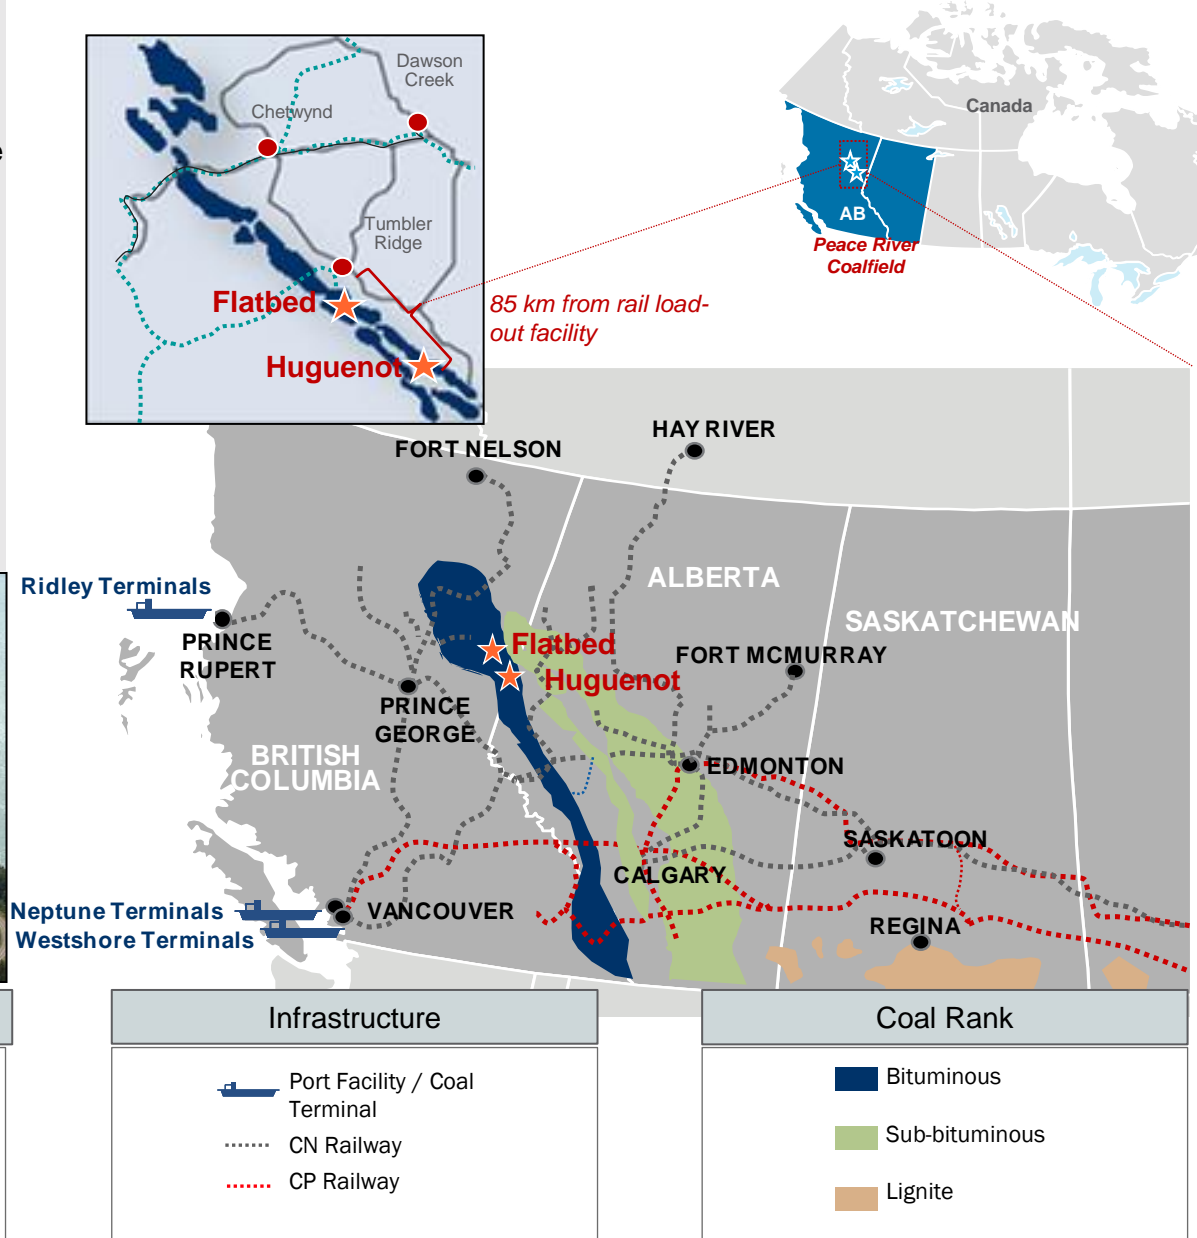 e
Dawson
Creek
Chetwynd
Tumbler
Ridge
Flatbed
Huguenot
85 km from rail load-
out facility
Canada
AB
Peace River
Coalfield
FORT NELSON
HAY RIVER
Ridley Terminals
ALBERTA
SASKATCHEWAN
PRINCE
RUPERT
Flatbed
FORT MCMURRAY
Huguenot
PRINCE
GEORGE
BRITISH
COLUMBIA
EDMONTON
SASKATOON
CALGARY
Neptune Terminals
VANCOUVER
Westshore Terminals
REGINA
Infrastructure
Port Facility / Coal
Terminal
CN Railway
CP Railway
Coal Rank
Bituminous
Sub-bituminous
Lignite